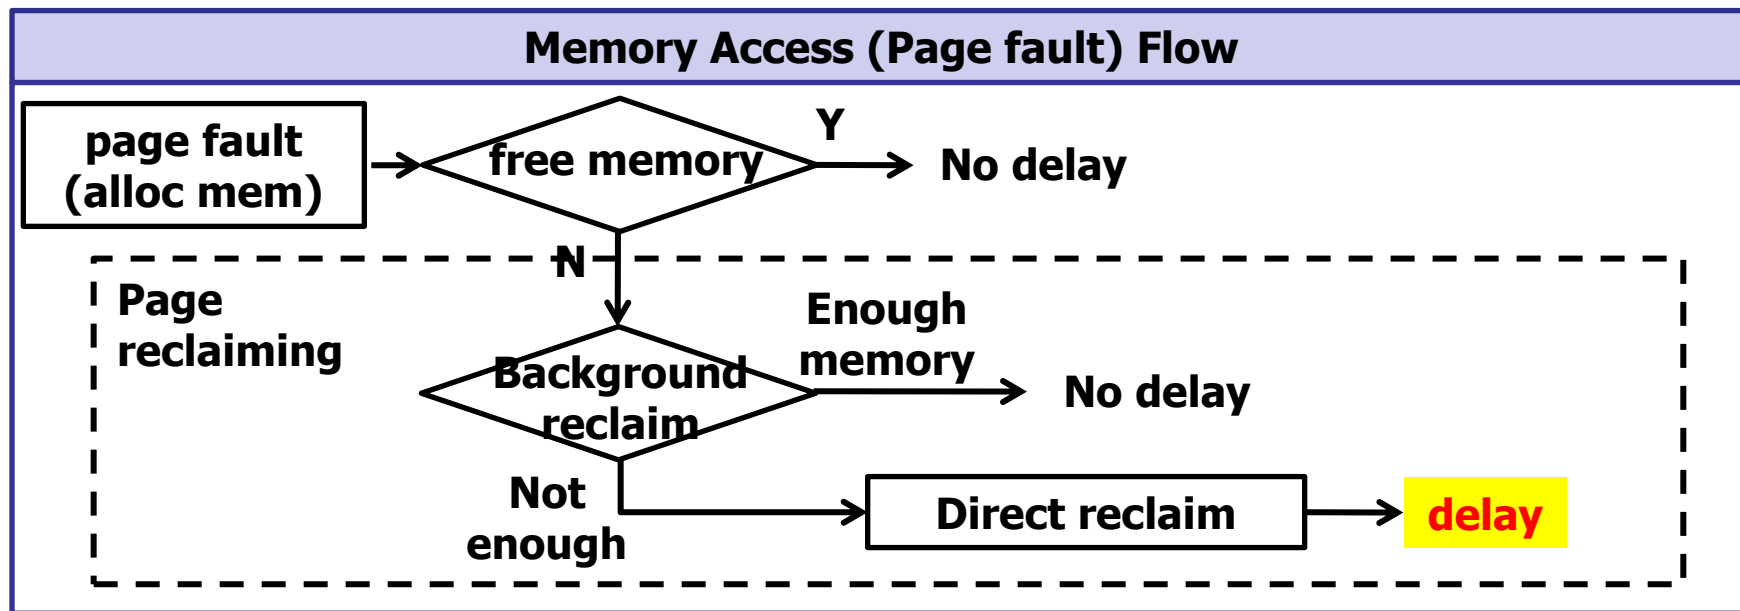 Memory Access (Page fault) Flow
page fault
(alloc mem)
free memory
Y
No delay
N
Page
reclaiming
Background
reclaim
Enough
memory
No delay
Not
enough
Direct reclaim
delay